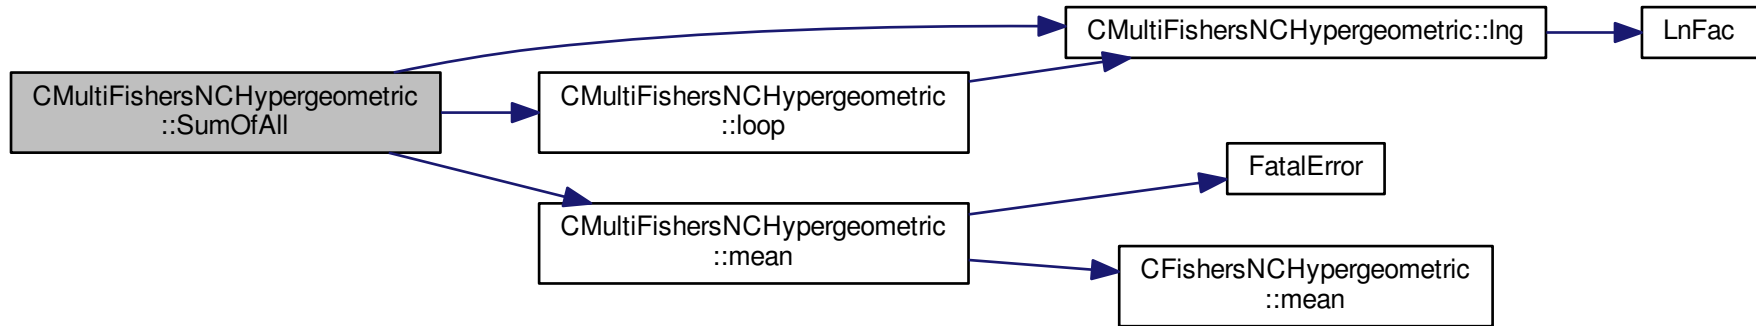 CMultiFishersNCHypergeometric
::SumOfAll
CMultiFishersNCHypergeometric
::loop
CMultiFishersNCHypergeometric
::mean
CMultiFishersNCHypergeometric::lng
LnFac
FatalError
CFishersNCHypergeometric
::mean